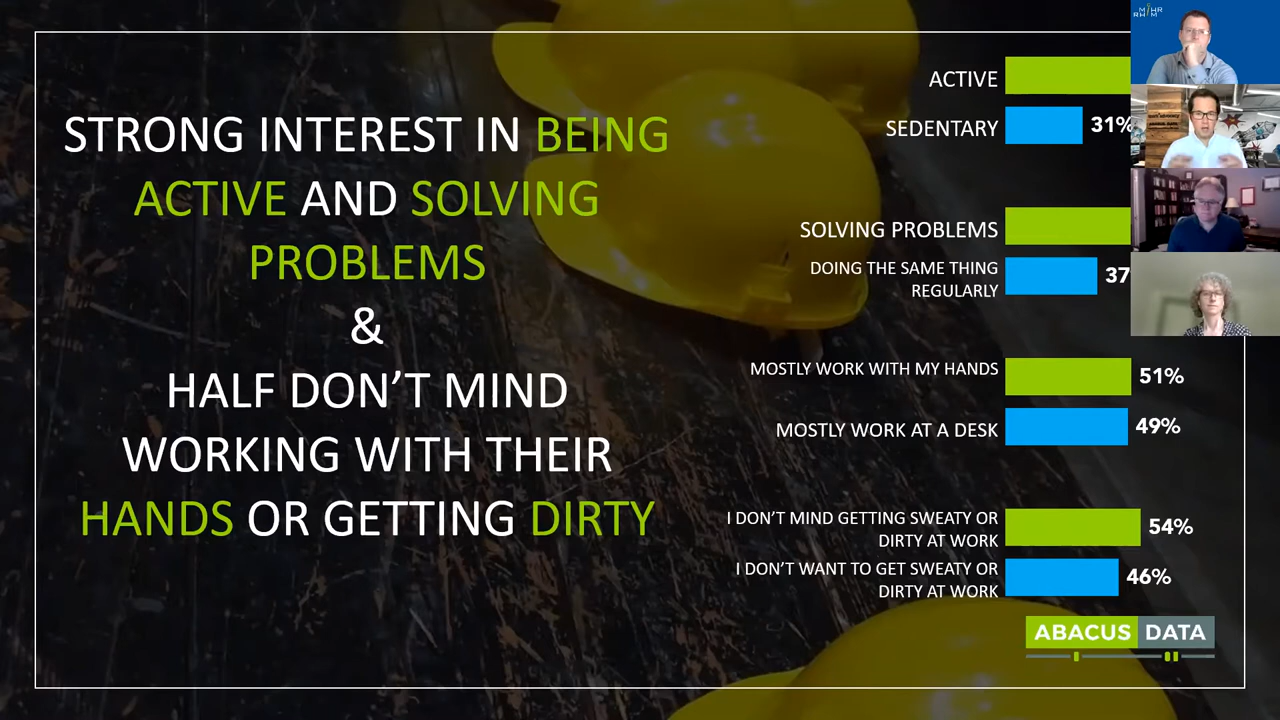 STRONG INTEREST IN BEING
ACTIVE AND SOLVING
PROBLEMS
&
HALF DON’T MIND
WORKING WITH THEIR
HANDS OR GETTING DIRTY
ACTIVE
SEDENTARY 31%
SOLVING PROBLEMS
DOING THE SAME THING
REGULARLY
37
MOSTLY WORK WITH MY HANDS 51%
MOSTLY WORK AT A DESK 49%
I DON’T MIND GETTING SWEATY OR
DIRTY AT WORK
54%
I DON’T WANT TO GET SWEATY OR
DIRTY AT WORK
46%
ABACUS DATA